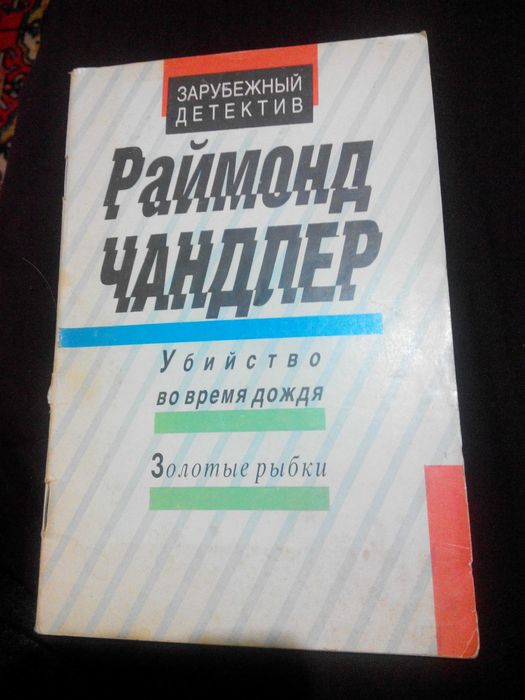 ЗАРУБЕЖНЫЙ
ДЕТЕКТИВ
Раймонд
ЧАНДЛЕР
Убийство
во время дождя
Золотые рыбки